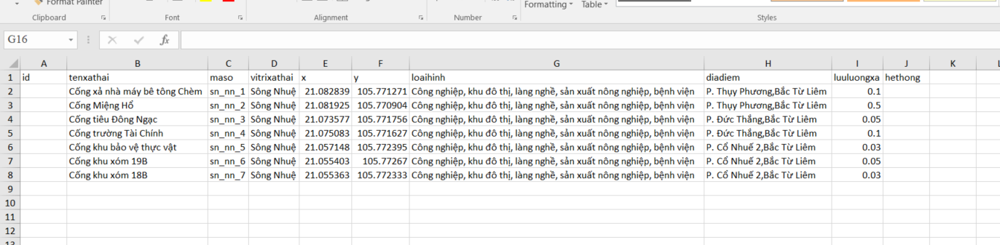 Format Painter
Formatting Table
Clipboard Font Alignment Number Styles
G16 fx
A B C D E F G H I J K L
1 id tenxathai maso vitrixathai x y loaihinh diadiem luuluongxa hethong
2 Cống xả nhà máy bê tông Chèm sn_nn_1 Sông Nhuệ 21.082839 105.771271 Công nghiệp, khu đô thị, làng nghề, sản xuất nông nghiệp, bệnh viện P. Thụy Phương,Bắc Từ Liêm 0.1
3 Cống Miệng Hổ sn_nn_2 Sông Nhuệ 21.081925 105.770904 Công nghiệp, khu đô thị, làng nghề, sản xuất nông nghiệp, bệnh viện P. Thụy Phương,Bắc Từ Liêm 0.5
4 Cống tiêu Đông Ngạc sn_nn_3 Sông Nhuệ 21.073577 105.771756 Công nghiệp, khu đô thị, làng nghề, sản xuất nông nghiệp, bệnh viện P. Đức Thắng,Bắc Từ Liêm 0.05
5 Cống trường Tài Chính sn_nn_4 Sông Nhuệ 21.075083 105.771627 Công nghiệp, khu đô thị, làng nghề, sản xuất nông nghiệp, bệnh viện P. Đức Thắng,Bắc Từ Liêm 0.1
6 Cống khu bảo vệ thực vật sn_nn_5 Sông Nhuệ 21.057148 105.772395 Công nghiệp, khu đô thị, làng nghề, sản xuất nông nghiệp, bệnh viện P. Cổ Nhuế 2,Bắc Từ Liêm 0.03
7 Cống khu xóm 19B sn_nn_6 Sông Nhuệ 21.055403 105.77267 Công nghiệp, khu đô thị, làng nghề, sản xuất nông nghiệp, bệnh viện P. Cổ Nhuế 2,Bắc Từ Liêm 0.05
8 Cống khu xóm 18B sn_nn_7 Sông Nhuệ 21.055363 105.772333 Công nghiệp, khu đô thị, làng nghề, sản xuất nông nghiệp, bệnh viện P. Cổ Nhuế 2,Bắc Từ Liêm 0.03
9
10
11
12
13